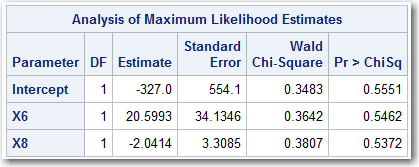 Analysis of Maximum Likelihood Estimates
Parameter DF Estimate Standard Error Wald Chi-Square Pr > ChiSq
Intercept 1 -327.0 554.1 0.3483 0.5551
X6 1 20.5993 34.1346 0.3642 0.5462
X8 1 -2.0414 3.3085 0.3807 0.5372